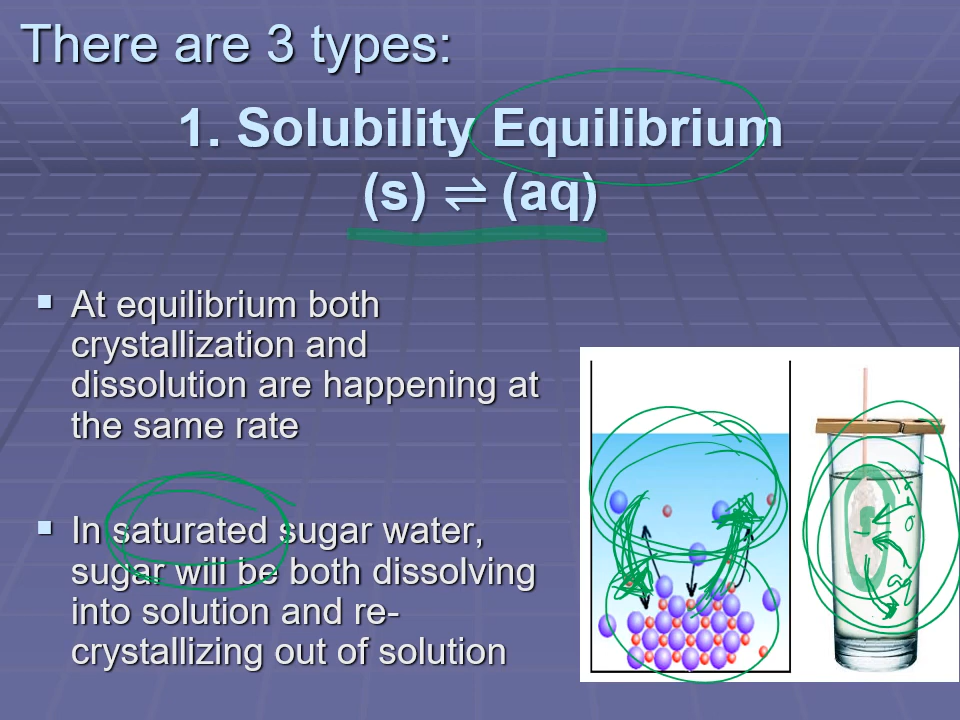 There are 3 types:
1. Solubility Equilibrium
(s) ⇌ (aq)
▪ At equilibrium both
crystallization and
dissolution are happening at
the same rate
▪ In saturated sugar water,
sugar will be both dissolving
into solution and re-
crystallizing out of solution
s
aq